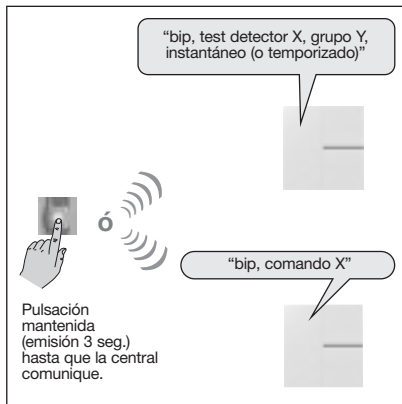 “bip, test detector X, grupo Y,
instantáneo (o temporizado)”
ó
“bip, comando X”
Pulsación
mantenida
(emisión 3 seg.)
hasta que la central
comunique.